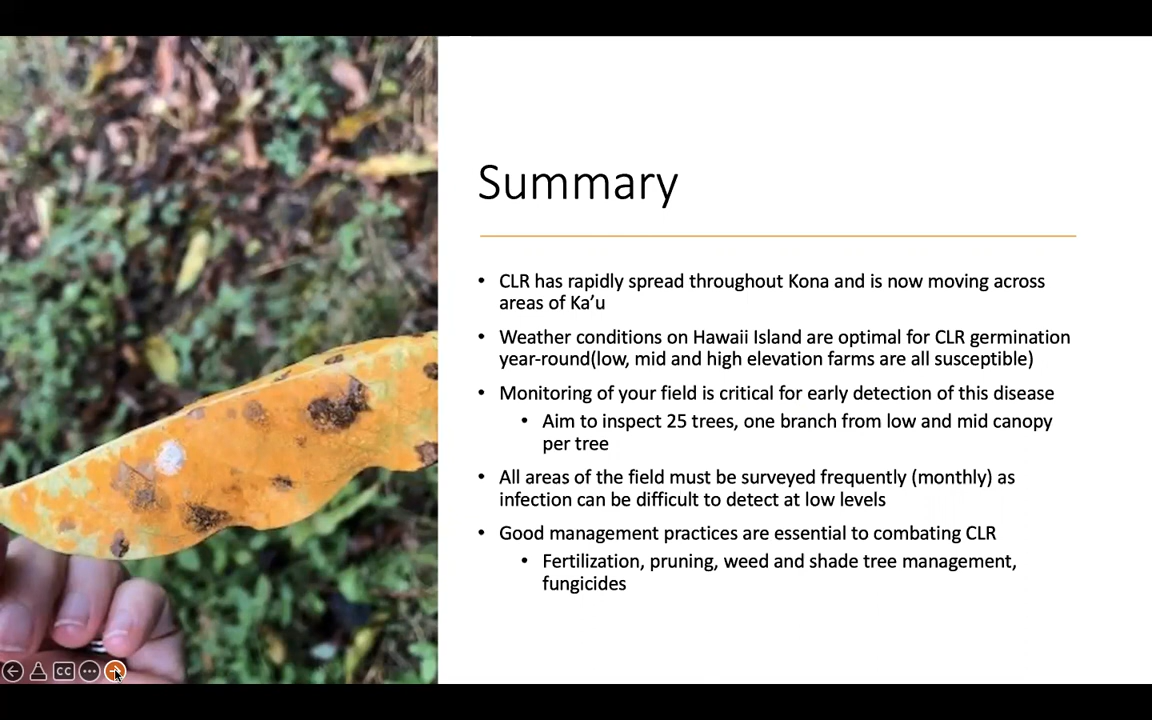 Summary
• CLR has rapidly spread throughout Kona and is now moving across
areas of Ka’u
• Weather conditions on Hawaii Island are optimal for CLR germination
year-round(low, mid and high elevation farms are all susceptible)
• Monitoring of your field is critical for early detection of this disease
• Aim to inspect 25 trees, one branch from low and mid canopy
per tree
• All areas of the field must be surveyed frequently (monthly) as
infection can be difficult to detect at low levels
• Good management practices are essential to combating CLR
• Fertilization, pruning, weed and shade tree management,
fungicides
CC